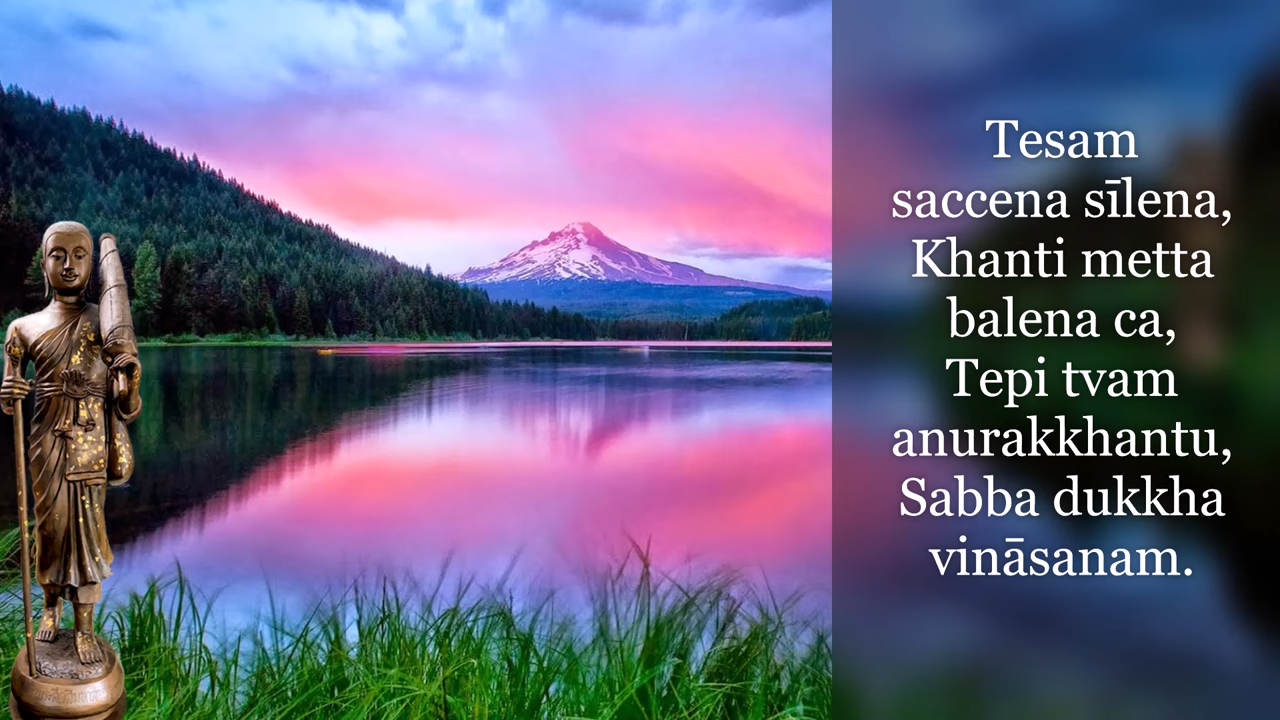 Tesam
saccena sīlena,
Khanti metta
balena ca,
Tepi tvam
anurakkhantu,
Sabba dukkha
vināsanam.